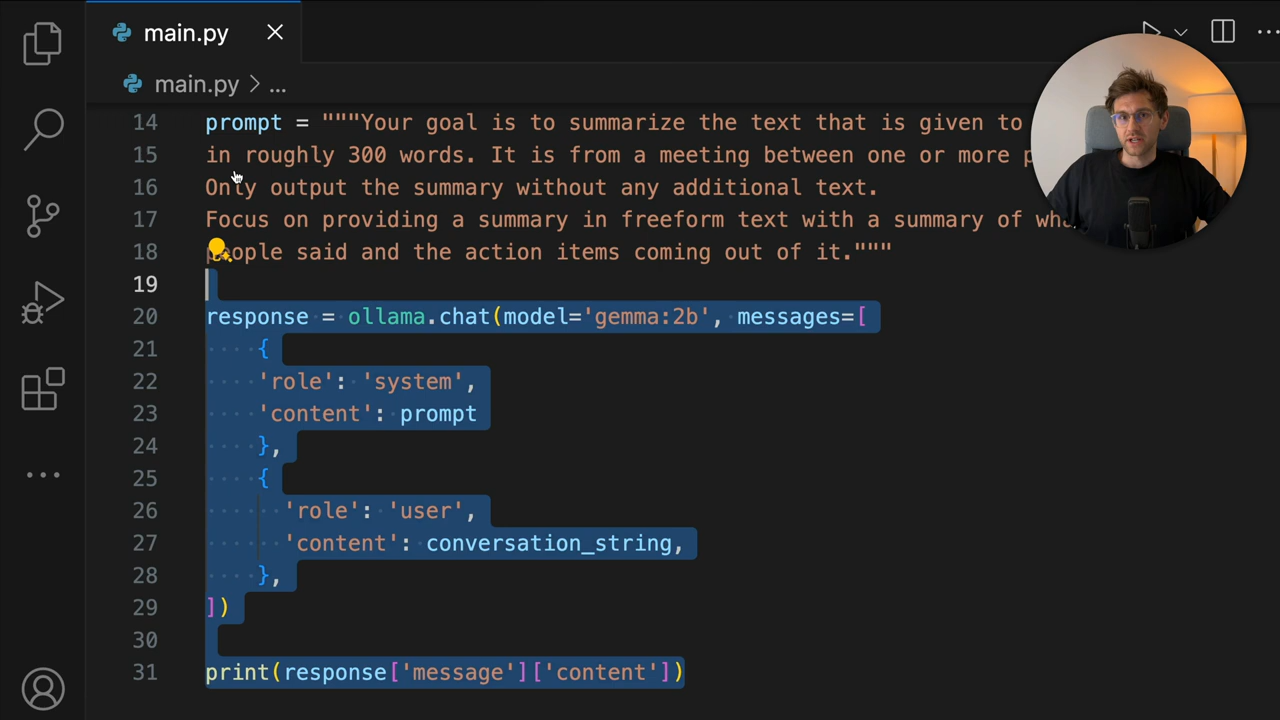 main.py
main.py > ...
14 prompt = """Your goal is to summarize the text that is given to
15 in roughly 300 words. It is from a meeting between one or more
16 Only output the summary without any additional text.
17 Focus on providing a summary in freeform text with a summary of
18 people said and the action items coming out of it."""
19
20 response = ollama.chat(model='gemma:2b', messages=[
21 {
22 'role': 'system',
23 'content': prompt
24 },
25 {
26 'role': 'user',
27 'content': conversation_string,
28 },
29 ])
30
31 print(response['message']['content'])